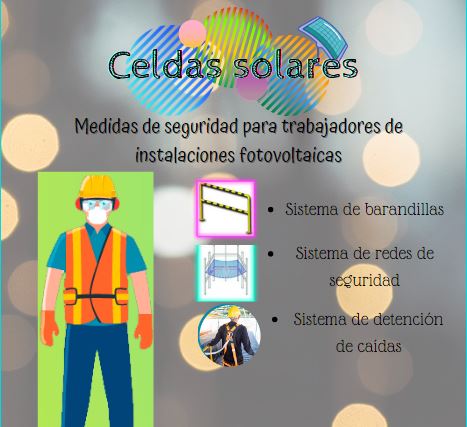 Celdas solares
Medidas de seguridad para trabajadores de
instalaciones fotovoltaicas
• Sistema de barandillas
• Sistema de redes de
seguridad
• Sistema de detención
de caídas